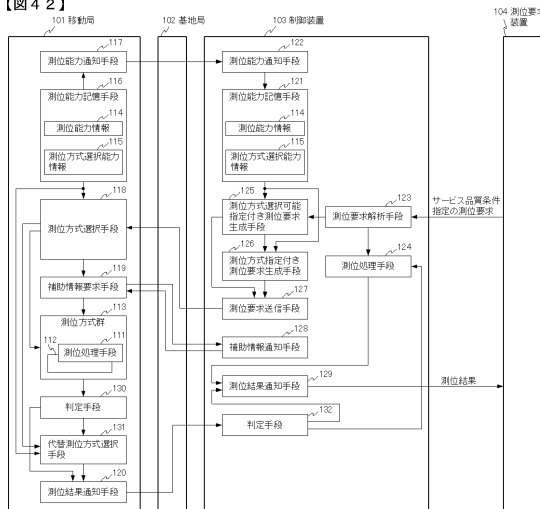 【図４２】
101 移動局
102 基地局
103 制御装置
104 測位要求
装置
117
測位能力通知手段
116
測位能力記憶手段
114
測位能力情報
115
測位方式選択能力
情報
118
測位方式選択手段
119
補助情報要求手段
113
測位方式群
112
111
測位処理手段
130
判定手段
131
代替測位方式選択
手段
120
測位結果通知手段
122
測位能力通知手段
121
測位能力記憶手段
114
測位能力情報
115
測位方式選択能力
情報
125
測位方式選択可能
指定付き測位要求
生成手段
123
測位要求解析手段
サービス品質条件
指定の測位要求
126
測位方式指定付き
測位要求生成手段
124
測位処理手段
127
測位要求送信手段
128
補助情報通知手段
129
測位結果通知手段
測位結果
132
判定手段